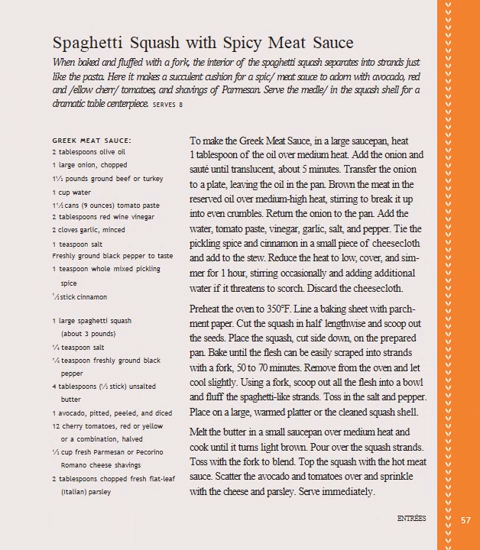 Spaghetti Squash with Spicy Meat Sauce
When baked and fluffed with a fork, the interior of the spaghetti squash separates into strands just
like the pasta. Here it makes a succulent cushion for a spic/ meat sauce to adorn with avocado, red
and /ellow cherr/ tomatoes, and shavings of Parmesan. Serve the medle/ in the squash shell for a
dramatic table centerpiece. SERVES 8
GREEK MEAT SAUCE:
2 tablespoons olive oil
1 large onion, chopped
1½ pounds ground beef or turkey
1 cup water
1½ cans (9 ounces) tomato paste
2 tablespoons red wine vinegar
2 cloves garlic, minced
1 teaspoon salt
Freshly ground black pepper to taste
1 teaspoon whole mixed pickling
spice
½ stick cinnamon
1 large spaghetti squash
(about 3 pounds)
¼ teaspoon salt
¼ teaspoon freshly ground black
pepper
4 tablespoons (½ stick) unsalted
butter
1 avocado, pitted, peeled, and diced
12 cherry tomatoes, red or yellow
or a combination, halved
½ cup fresh Parmesan or Pecorino
Romano cheese shavings
2 tablespoons chopped fresh flat-leaf
(Italian) parsley
To make the Greek Meat Sauce, in a large saucepan, heat
1 tablespoon of the oil over medium heat. Add the onion and
sauté until translucent, about 5 minutes. Transfer the onion
to a plate, leaving the oil in the pan. Brown the meat in the
reserved oil over medium-high heat, stirring to break it up
into even crumbles. Return the onion to the pan. Add the
water, tomato paste, vinegar, garlic, salt, and pepper. Tie the
pickling spice and cinnamon in a small piece of cheesecloth
and add to the stew. Reduce the heat to low, cover, and sim-
mer for 1 hour, stirring occasionally and adding additional
water if it threatens to scorch. Discard the cheesecloth.
Preheat the oven to 350°F. Line a baking sheet with parch-
ment paper. Cut the squash in half lengthwise and scoop out
the seeds. Place the squash, cut side down, on the prepared
pan. Bake until the flesh can be easily scraped into strands
with a fork, 50 to 70 minutes. Remove from the oven and let
cool slightly. Using a fork, scoop out all the flesh into a bowl
and fluff the spaghetti-like strands. Toss in the salt and pepper.
Place on a large, warmed platter or the cleaned squash shell.
Melt the butter in a small saucepan over medium heat and
cook until it turns light brown. Pour over the squash strands.
Toss with the fork to blend. Top the squash with the hot meat
sauce. Scatter the avocado and tomatoes over and sprinkle
with the cheese and parsley. Serve immediately.
ENTRÉES
57